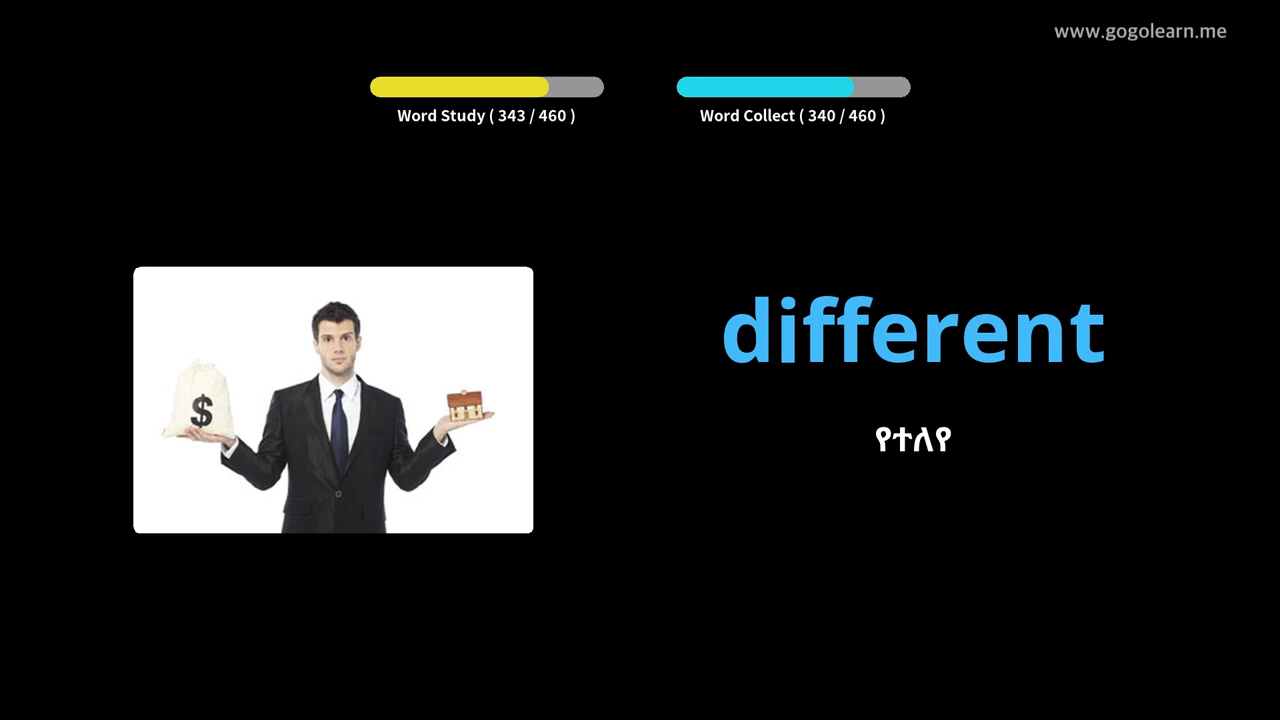 www.gogolearn.me
Word Study ( 343 / 460 )
Word Collect ( 340 / 460 )
$
different
የተለየ